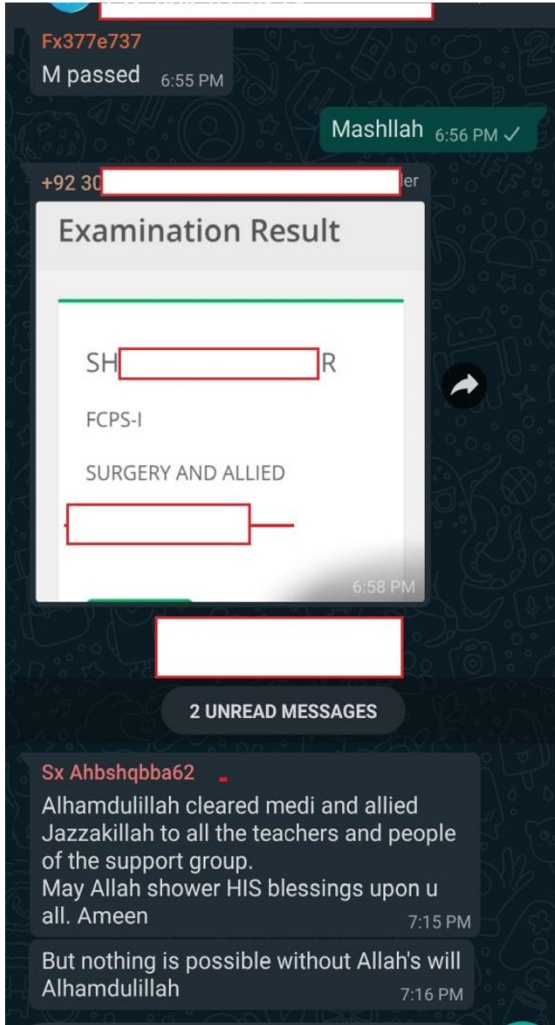 Fx377e737
M passed 6:55 PM
Mashllah 6:56 PM
+92 30 er
Examination Result
SH R
FCPS-I
SURGERY AND ALLIED
6:58 PM
2 UNREAD MESSAGES
Sx Ahbshqbba62
Alhamdulillah cleared medi and allied
Jazzakillah to all the teachers and people
of the support group.
May Allah shower HIS blessings upon u
all. Ameen 7:15 PM
But nothing is possible without Allah's will
Alhamdulillah 7:16 PM